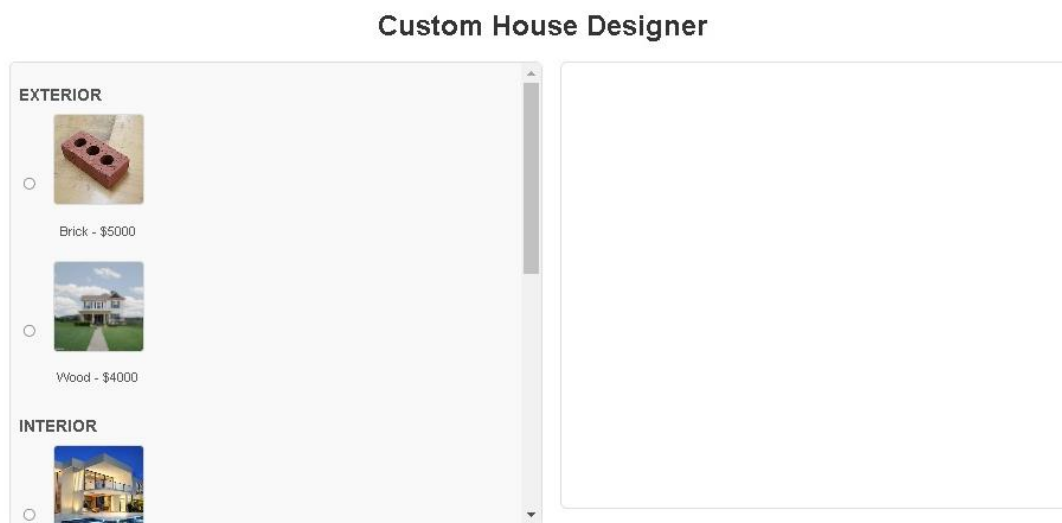 Custom House Designer
EXTERIOR
Brick - $5000
Wood - $4000
INTERIOR